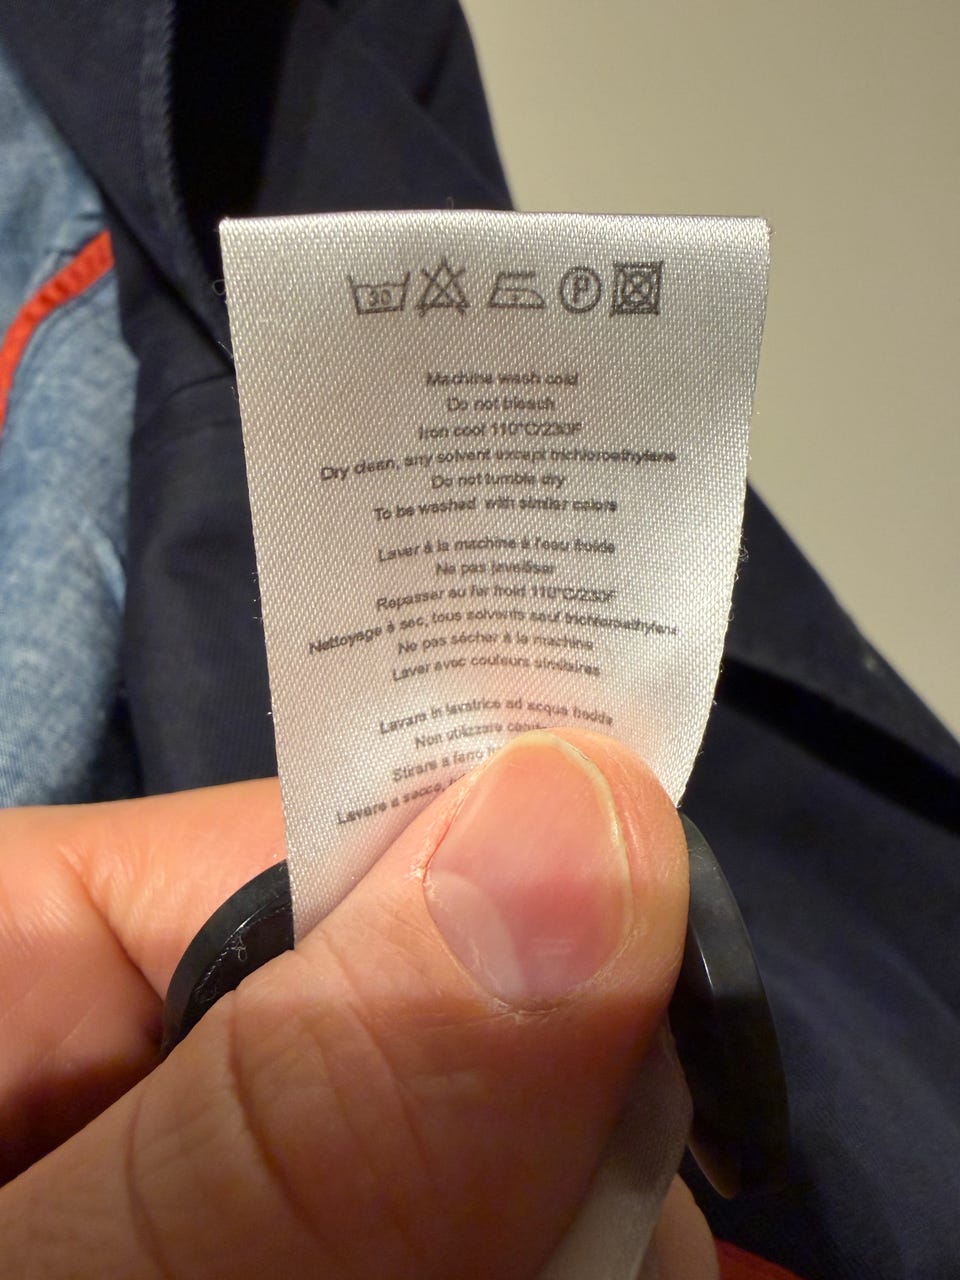 30 P
Machine wash cold
Do not bleach
Iron cool 110°C/230F
Dry clean, any solvent except trichloroethylene
Do not tumble dry
To be washed with similar colors
Laver à la machine à l'eau froide
Ne pas javelliser
Repasser au fer froid 110°C/230F
Nettoyage à sec, tous solvents sauf trichloroethylene
Ne pas sécher à la machine
Laver avec couleurs similaires
Lavare in lavatrice ad acqua fredda
Non utilizzare
Stirare a ferro
Lavare a secco,